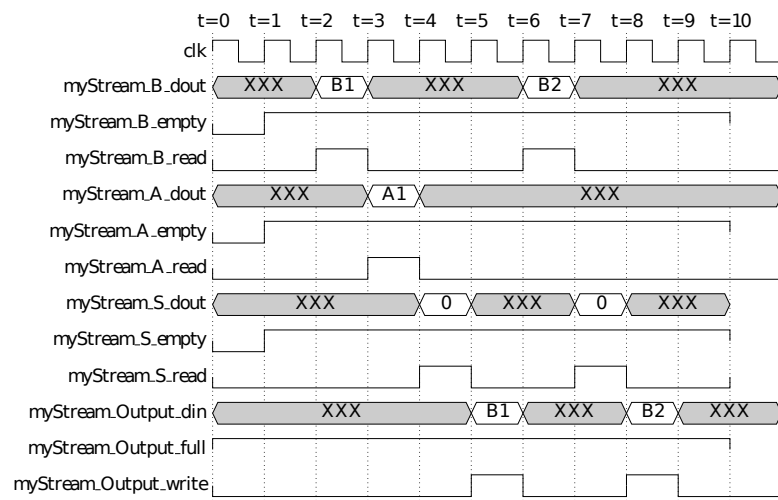 t=0 t=1 t=2 t=3 t=4 t=5 t=6 t=7 t=8 t=9 t=10
clk
myStream_B_dout XXX B1 XXX B2 XXX
myStream_B_empty
myStream_B_read
myStream_A_dout XXX A1 XXX
myStream_A_empty
myStream_A_read
myStream_S_dout XXX 0 XXX 0 XXX
myStream_S_empty
myStream_S_read
myStream_Output_din XXX B1 XXX B2 XXX
myStream_Output_full
myStream_Output_write